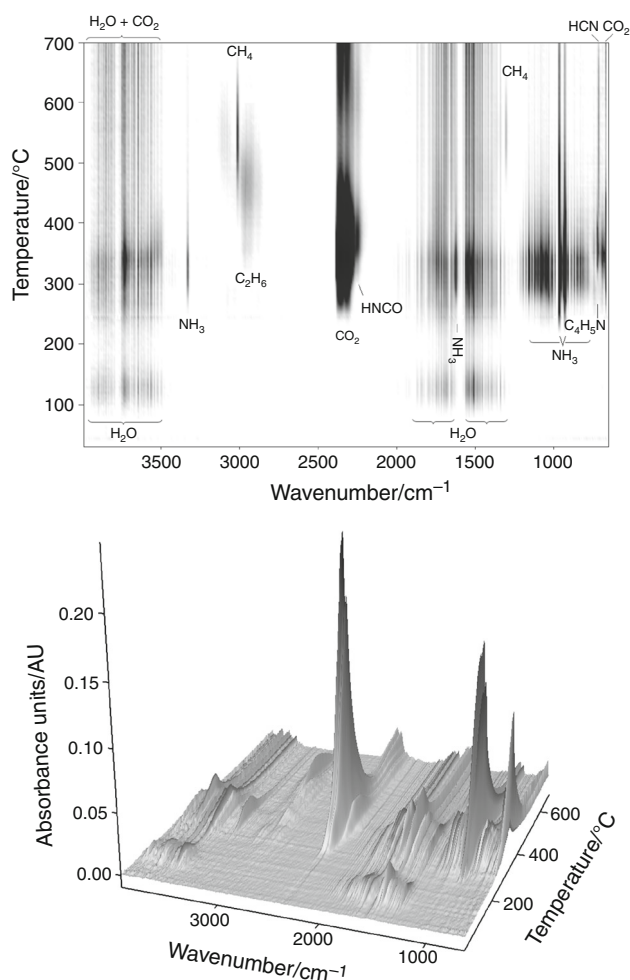 H₂O + CO₂
HCN CO₂
700
600
500
400
300
200
100
Temperature/°C
CH₄
CH₄
C₂H₆
NH₃
HNCO
CO₂
NH₃
C₄H₅N
NH₃
H₂O
H₂O
3500 3000 2500 2000 1500 1000
Wavenumber/cm⁻¹
0.20
0.15
0.10
0.05
0.00
Absorbance units/AU
600
400
200
Temperature/°C
3000
2000
1000
Wavenumber/cm⁻¹